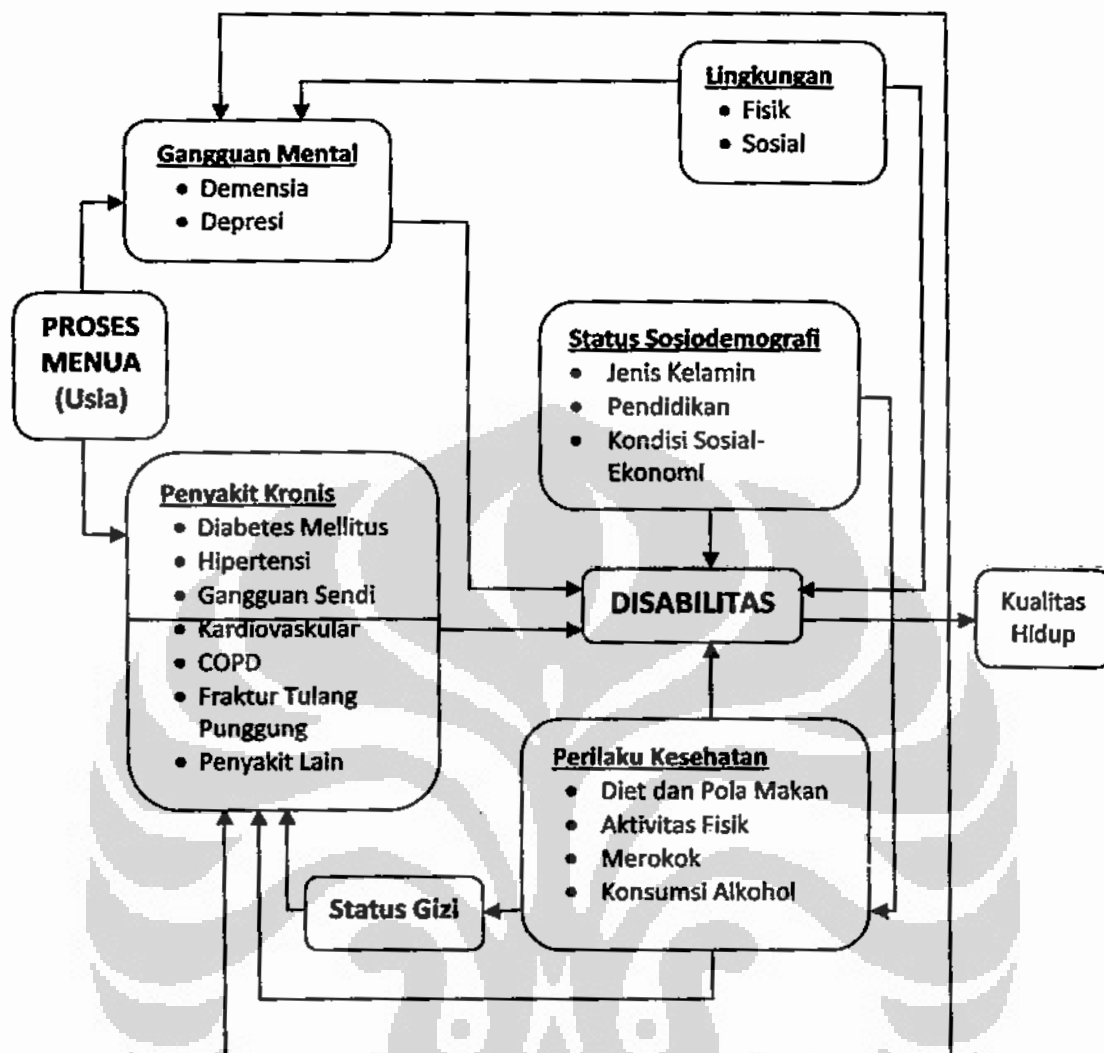 Lingkungan
• Fisik
• Sosial
Gangguan Mental
• Demensia
• Depresi
PROSES
MENUA
(Usia)
Status Sosiodemografi
• Jenis Kelamin
• Pendidikan
• Kondisi Sosial-
Ekonomi
Penyakit Kronis
• Diabetes Mellitus
• Hipertensi
• Gangguan Sendi
• Kardiovaskular
• COPD
• Fraktur Tulang
Punggung
• Penyakit Lain
DISABILITAS
Kualitas
Hidup
Perilaku Kesehatan
• Diet dan Pola Makan
• Aktivitas Fisik
• Merokok
• Konsumsi Alkohol
Status Gizi